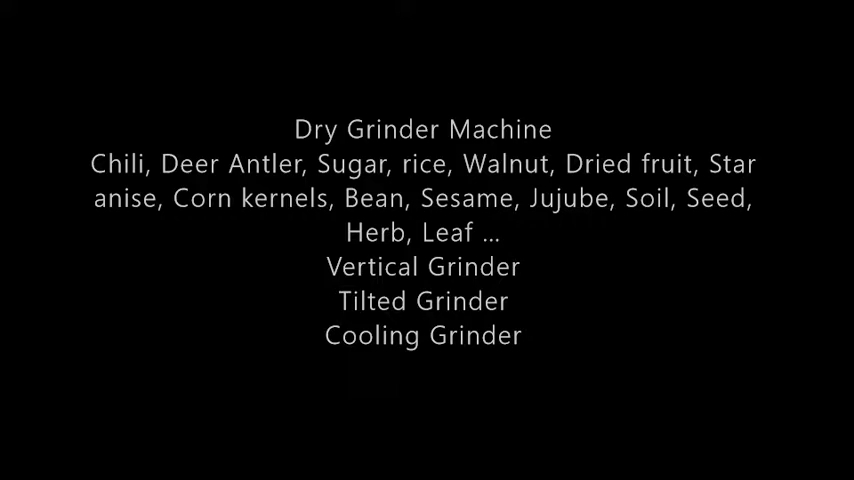 Dry Grinder Machine
Chili, Deer Antler, Sugar, rice, Walnut, Dried fruit, Star
anise, Corn kernels, Bean, Sesame, Jujube, Soil, Seed,
Herb, Leaf ...
Vertical Grinder
Tilted Grinder
Cooling Grinder